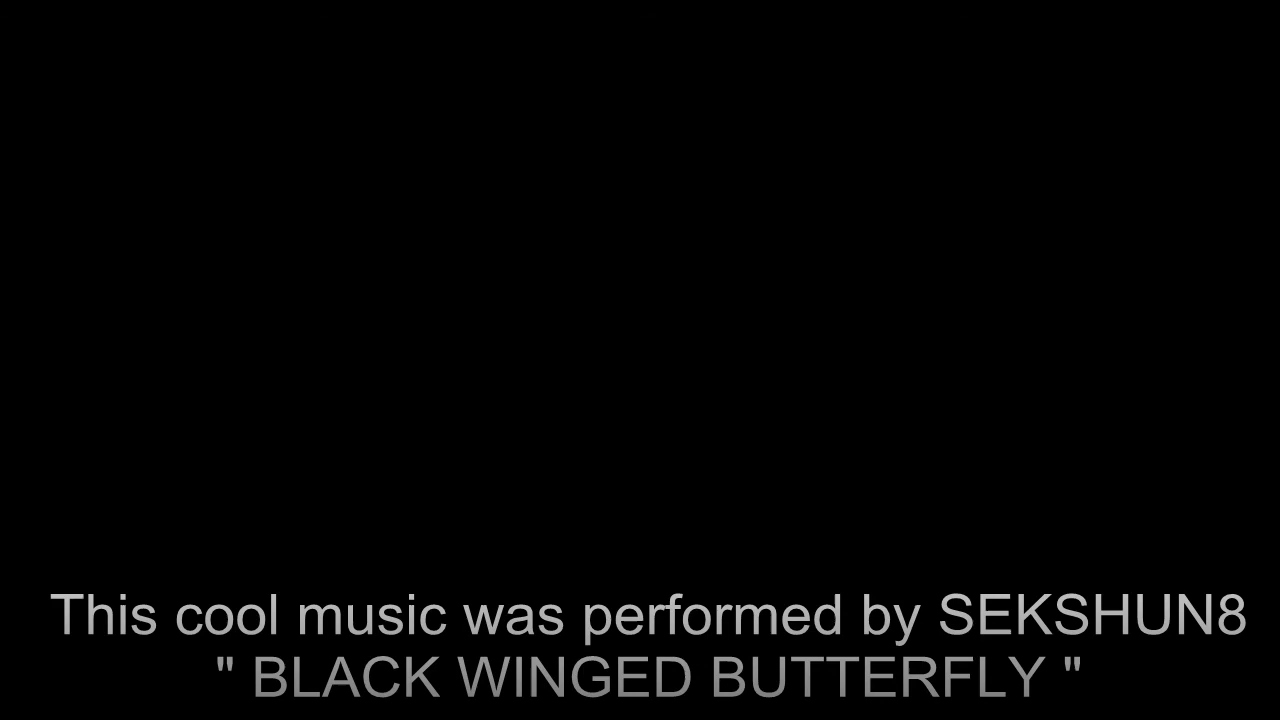 This cool music was performed by SEKSHUN8
" BLACK WINGED BUTTERFLY "